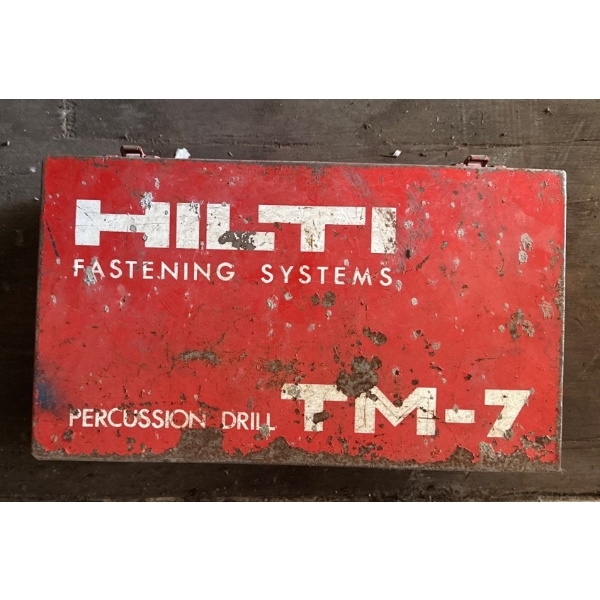 HILTI
FASTENING SYSTEMS
PERCUSSION DRILL TM-7